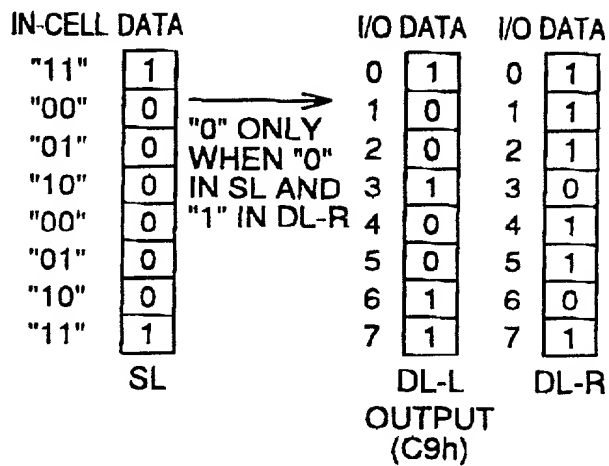 IN-CELL DATA I/O DATA I/O DATA
"11" 1 0 1 0 1
"00" 0 1 0 1 1
"01" 0 2 0 2 1
"10" 0 3 1 3 0
"00" 0 4 0 4 1
"01" 0 5 0 5 1
"10" 0 6 1 6 0
"11" 1 7 1 7 1
"0" ONLY
WHEN "0"
IN SL AND
"1" IN DL-R
SL DL-L DL-R
OUTPUT
(C9h)